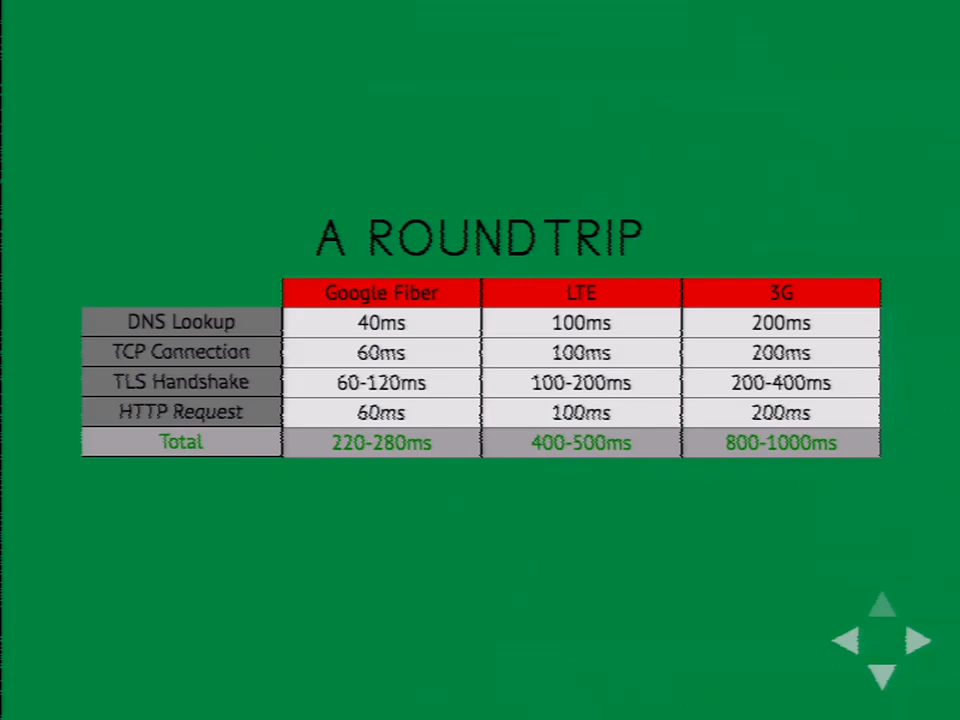 A ROUNDTRIP
Google Fiber LTE 3G
DNS Lookup 40ms 100ms 200ms
TCP Connection 60ms 100ms 200ms
TLS Handshake 60-120ms 100-200ms 200-400ms
HTTP Request 60ms 100ms 200ms
Total 220-280ms 400-500ms 800-1000ms